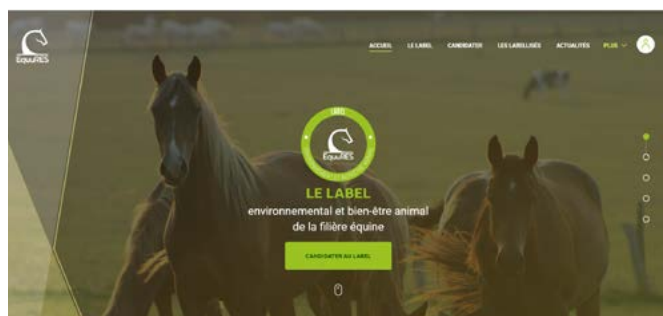 EquuRES
ACCUEIL LE LABEL CANDIDATER LES LABELLISÉS ACTUALITÉS PLUS
LABEL
EquuRES
LE LABEL
environnemental et bien-être animal
de la filière équine
CANDIDATER AU LABEL